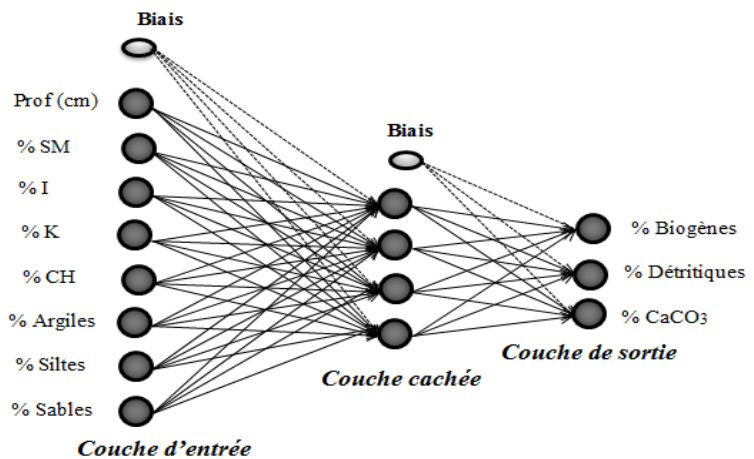 Biais
Prof (cm)
% SM
% I
% K
% CH
% Argiles
% Siltes
% Sables
Couche d'entrée
Biais
Couche cachée
% Biogènes
% Détritiques
% CaCO3
Couche de sortie